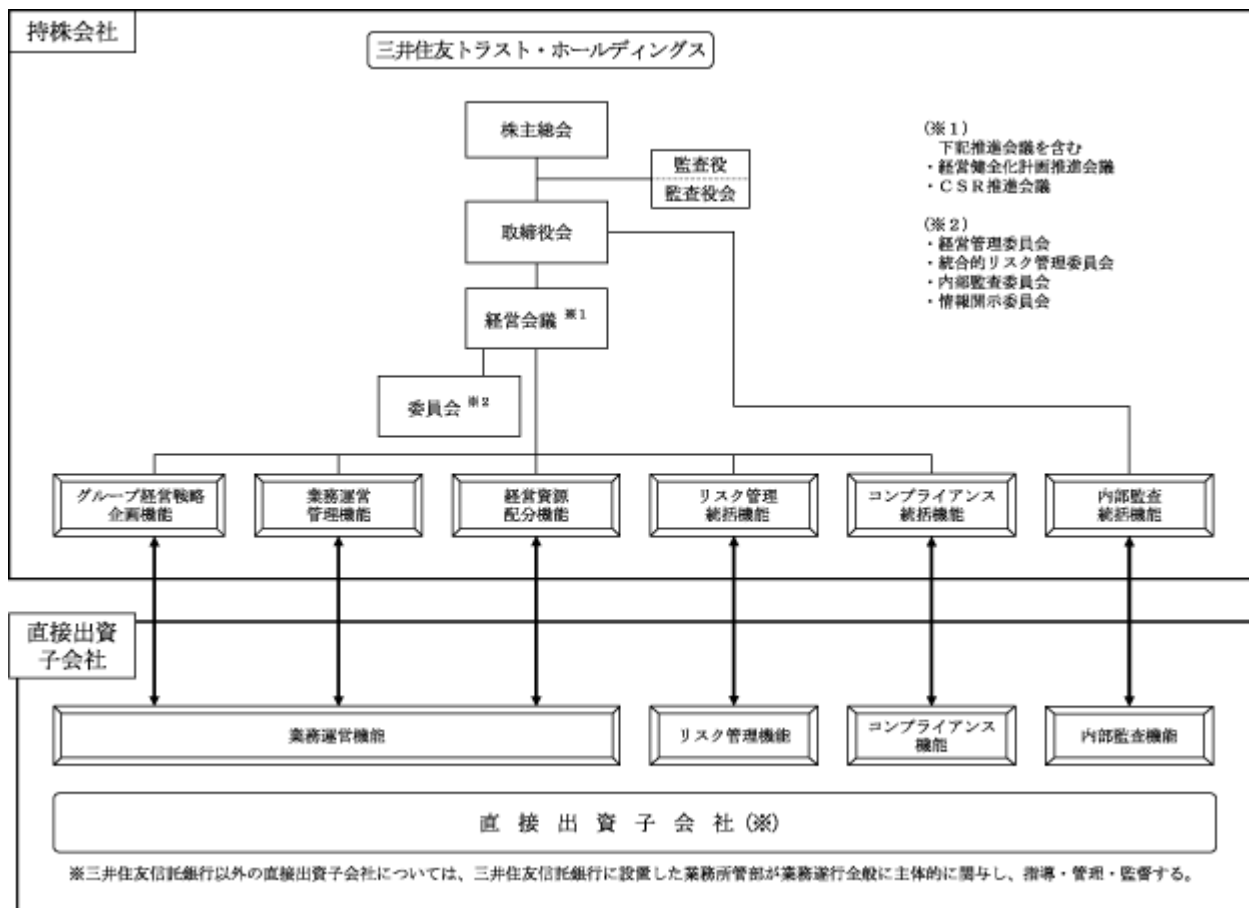 持株会社
三井住友トラスト・ホールディングス
株主総会
監査役
監査役会
取締役会
経営会議 ※1
委員会 ※2
(※1)
下記推進会議を含む
・経営健全化計画推進会議
・CSR推進会議
(※2)
・経営管理委員会
・統合的リスク管理委員会
・内部監査委員会
・情報開示委員会
グループ経営戦略
企画機能
業務運営
管理機能
経営資源
配分機能
リスク管理
統括機能
コンプライアンス
統括機能
内部監査
統括機能
直接出資
子会社
業務運営機能
リスク管理機能
コンプライアンス
機能
内部監査機能
直接出資子会社(※)
※三井住友信託銀行以外の直接出資子会社については、三井住友信託銀行に設置した業務所管部が業務遂行全般に主体的に関与し、指導・管理・監督する。